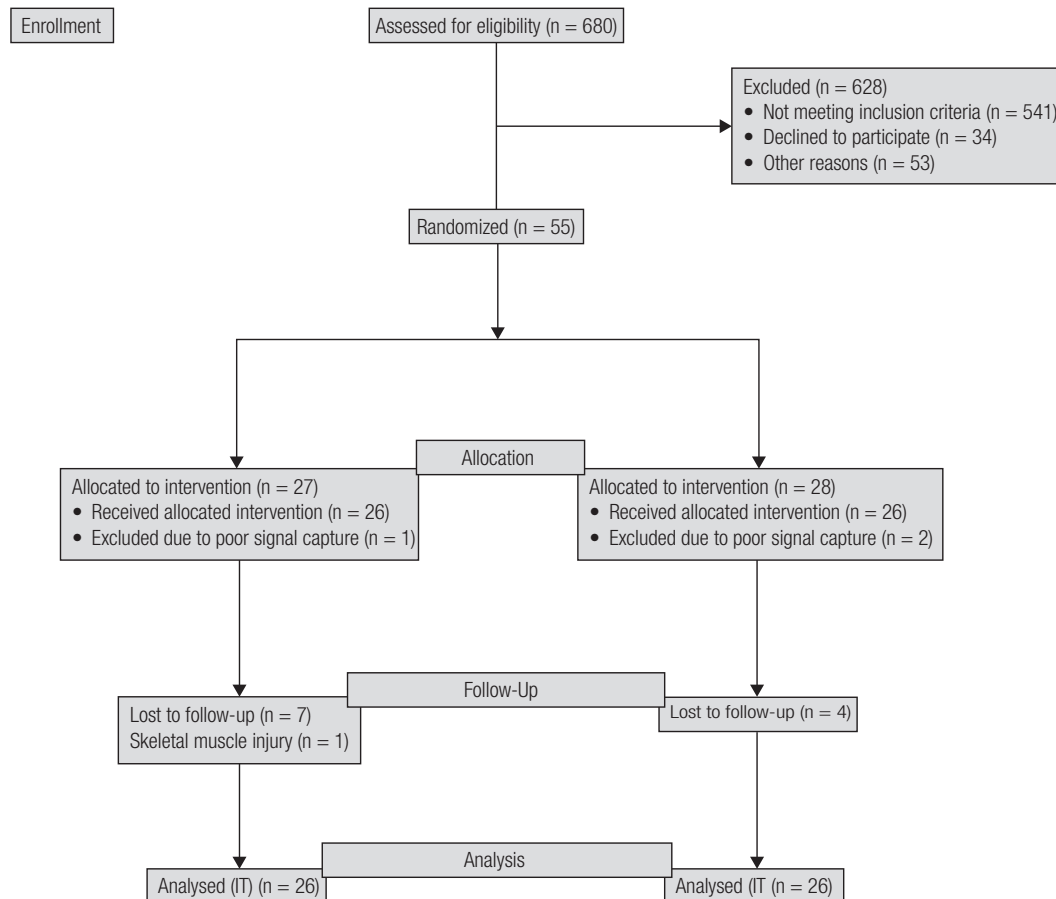 Enrollment
Assessed for eligibility (n = 680)
Excluded (n = 628)
• Not meeting inclusion criteria (n = 541)
• Declined to participate (n = 34)
• Other reasons (n = 53)
Randomized (n = 55)
Allocation
Allocated to intervention (n = 27)
• Received allocated intervention (n = 26)
• Excluded due to poor signal capture (n = 1)
Allocated to intervention (n = 28)
• Received allocated intervention (n = 26)
• Excluded due to poor signal capture (n = 2)
Follow-Up
Lost to follow-up (n = 7)
Skeletal muscle injury (n = 1)
Lost to follow-up (n = 4)
Analysis
Analysed (IT) (n = 26)
Analysed (IT (n = 26)